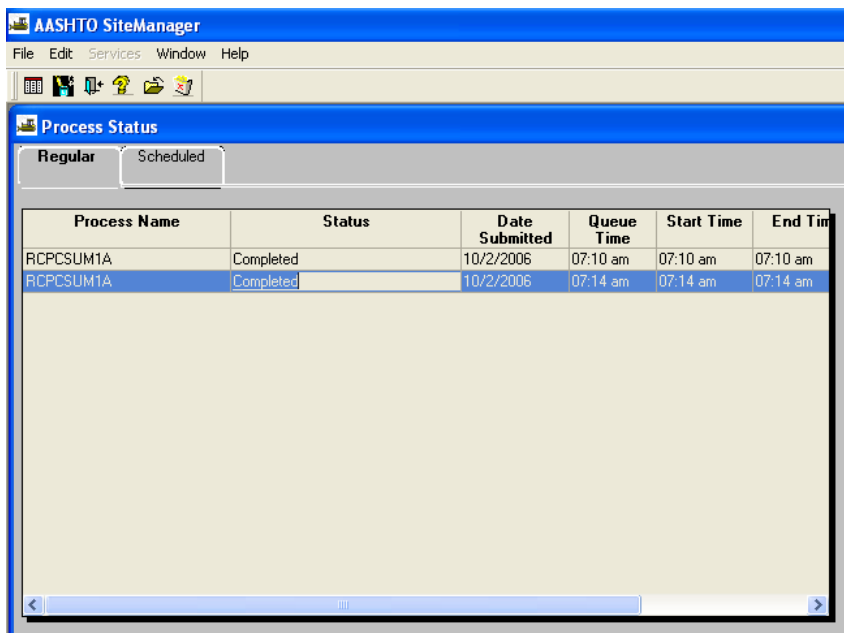 AASHTO SiteManager
File Edit Services Window Help
Process Status
Regular Scheduled
Process Name Status Date Submitted Queue Time Start Time End Tim
RCPCSUM1A Completed 10/2/2006 07:10 am 07:10 am 07:10 am
RCPCSUM1A Completed 10/2/2006 07:14 am 07:14 am 07:14 am